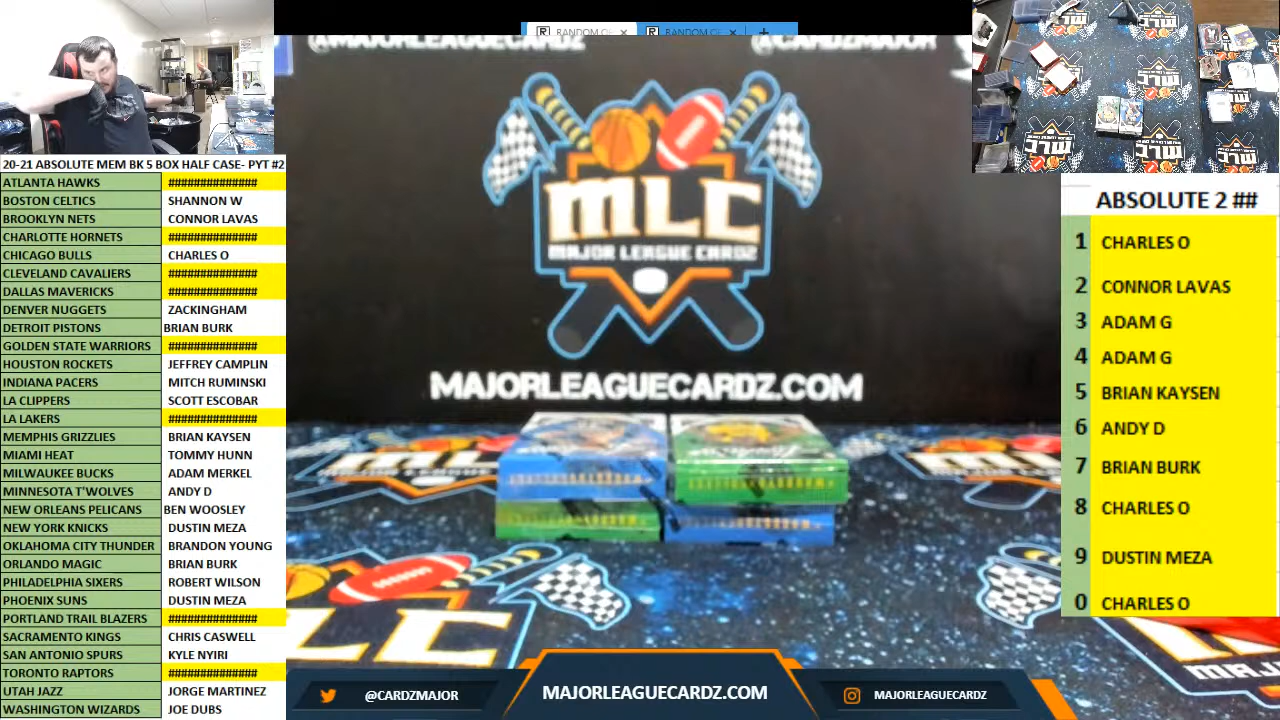 RANDOM
RANDOM
@MAJORLEAGUECARDZ
@CARDZMAJOR
20-21 ABSOLUTE MEM BK 5 BOX HALF CASE- PYT #2
ATLANTA HAWKS ##############
BOSTON CELTICS SHANNON W
BROOKLYN NETS CONNOR LAVAS
CHARLOTTE HORNETS ##############
CHICAGO BULLS CHARLES O
CLEVELAND CAVALIERS ##############
DALLAS MAVERICKS ##############
DENVER NUGGETS ZACKINGHAM
DETROIT PISTONS BRIAN BURK
GOLDEN STATE WARRIORS ##############
HOUSTON ROCKETS JEFFREY CAMPLIN
INDIANA PACERS MITCH RUMINSKI
LA CLIPPERS SCOTT ESCOBAR
LA LAKERS ##############
MEMPHIS GRIZZLIES BRIAN KAYSEN
MIAMI HEAT TOMMY HUNN
MILWAUKEE BUCKS ADAM MERKEL
MINNESOTA T'WOLVES ANDY D
NEW ORLEANS PELICANS BEN WOOSLEY
NEW YORK KNICKS DUSTIN MEZA
OKLAHOMA CITY THUNDER BRANDON YOUNG
ORLANDO MAGIC BRIAN BURK
PHILADELPHIA SIXERS ROBERT WILSON
PHOENIX SUNS DUSTIN MEZA
PORTLAND TRAIL BLAZERS ##############
SACRAMENTO KINGS CHRIS CASWELL
SAN ANTONIO SPURS KYLE NYIRI
TORONTO RAPTORS ##############
UTAH JAZZ JORGE MARTINEZ
WASHINGTON WIZARDS JOE DUBS
MLC
MAJOR LEAGUE CARDZ
MAJORLEAGUECARDZ.COM
ABSOLUTE 2 ##
1 CHARLES O
2 CONNOR LAVAS
3 ADAM G
4 ADAM G
5 BRIAN KAYSEN
6 ANDY D
7 BRIAN BURK
8 CHARLES O
9 DUSTIN MEZA
0 CHARLES O
@CARDZMAJOR
MAJORLEAGUECARDZ.COM
MAJORLEAGUECARDZ